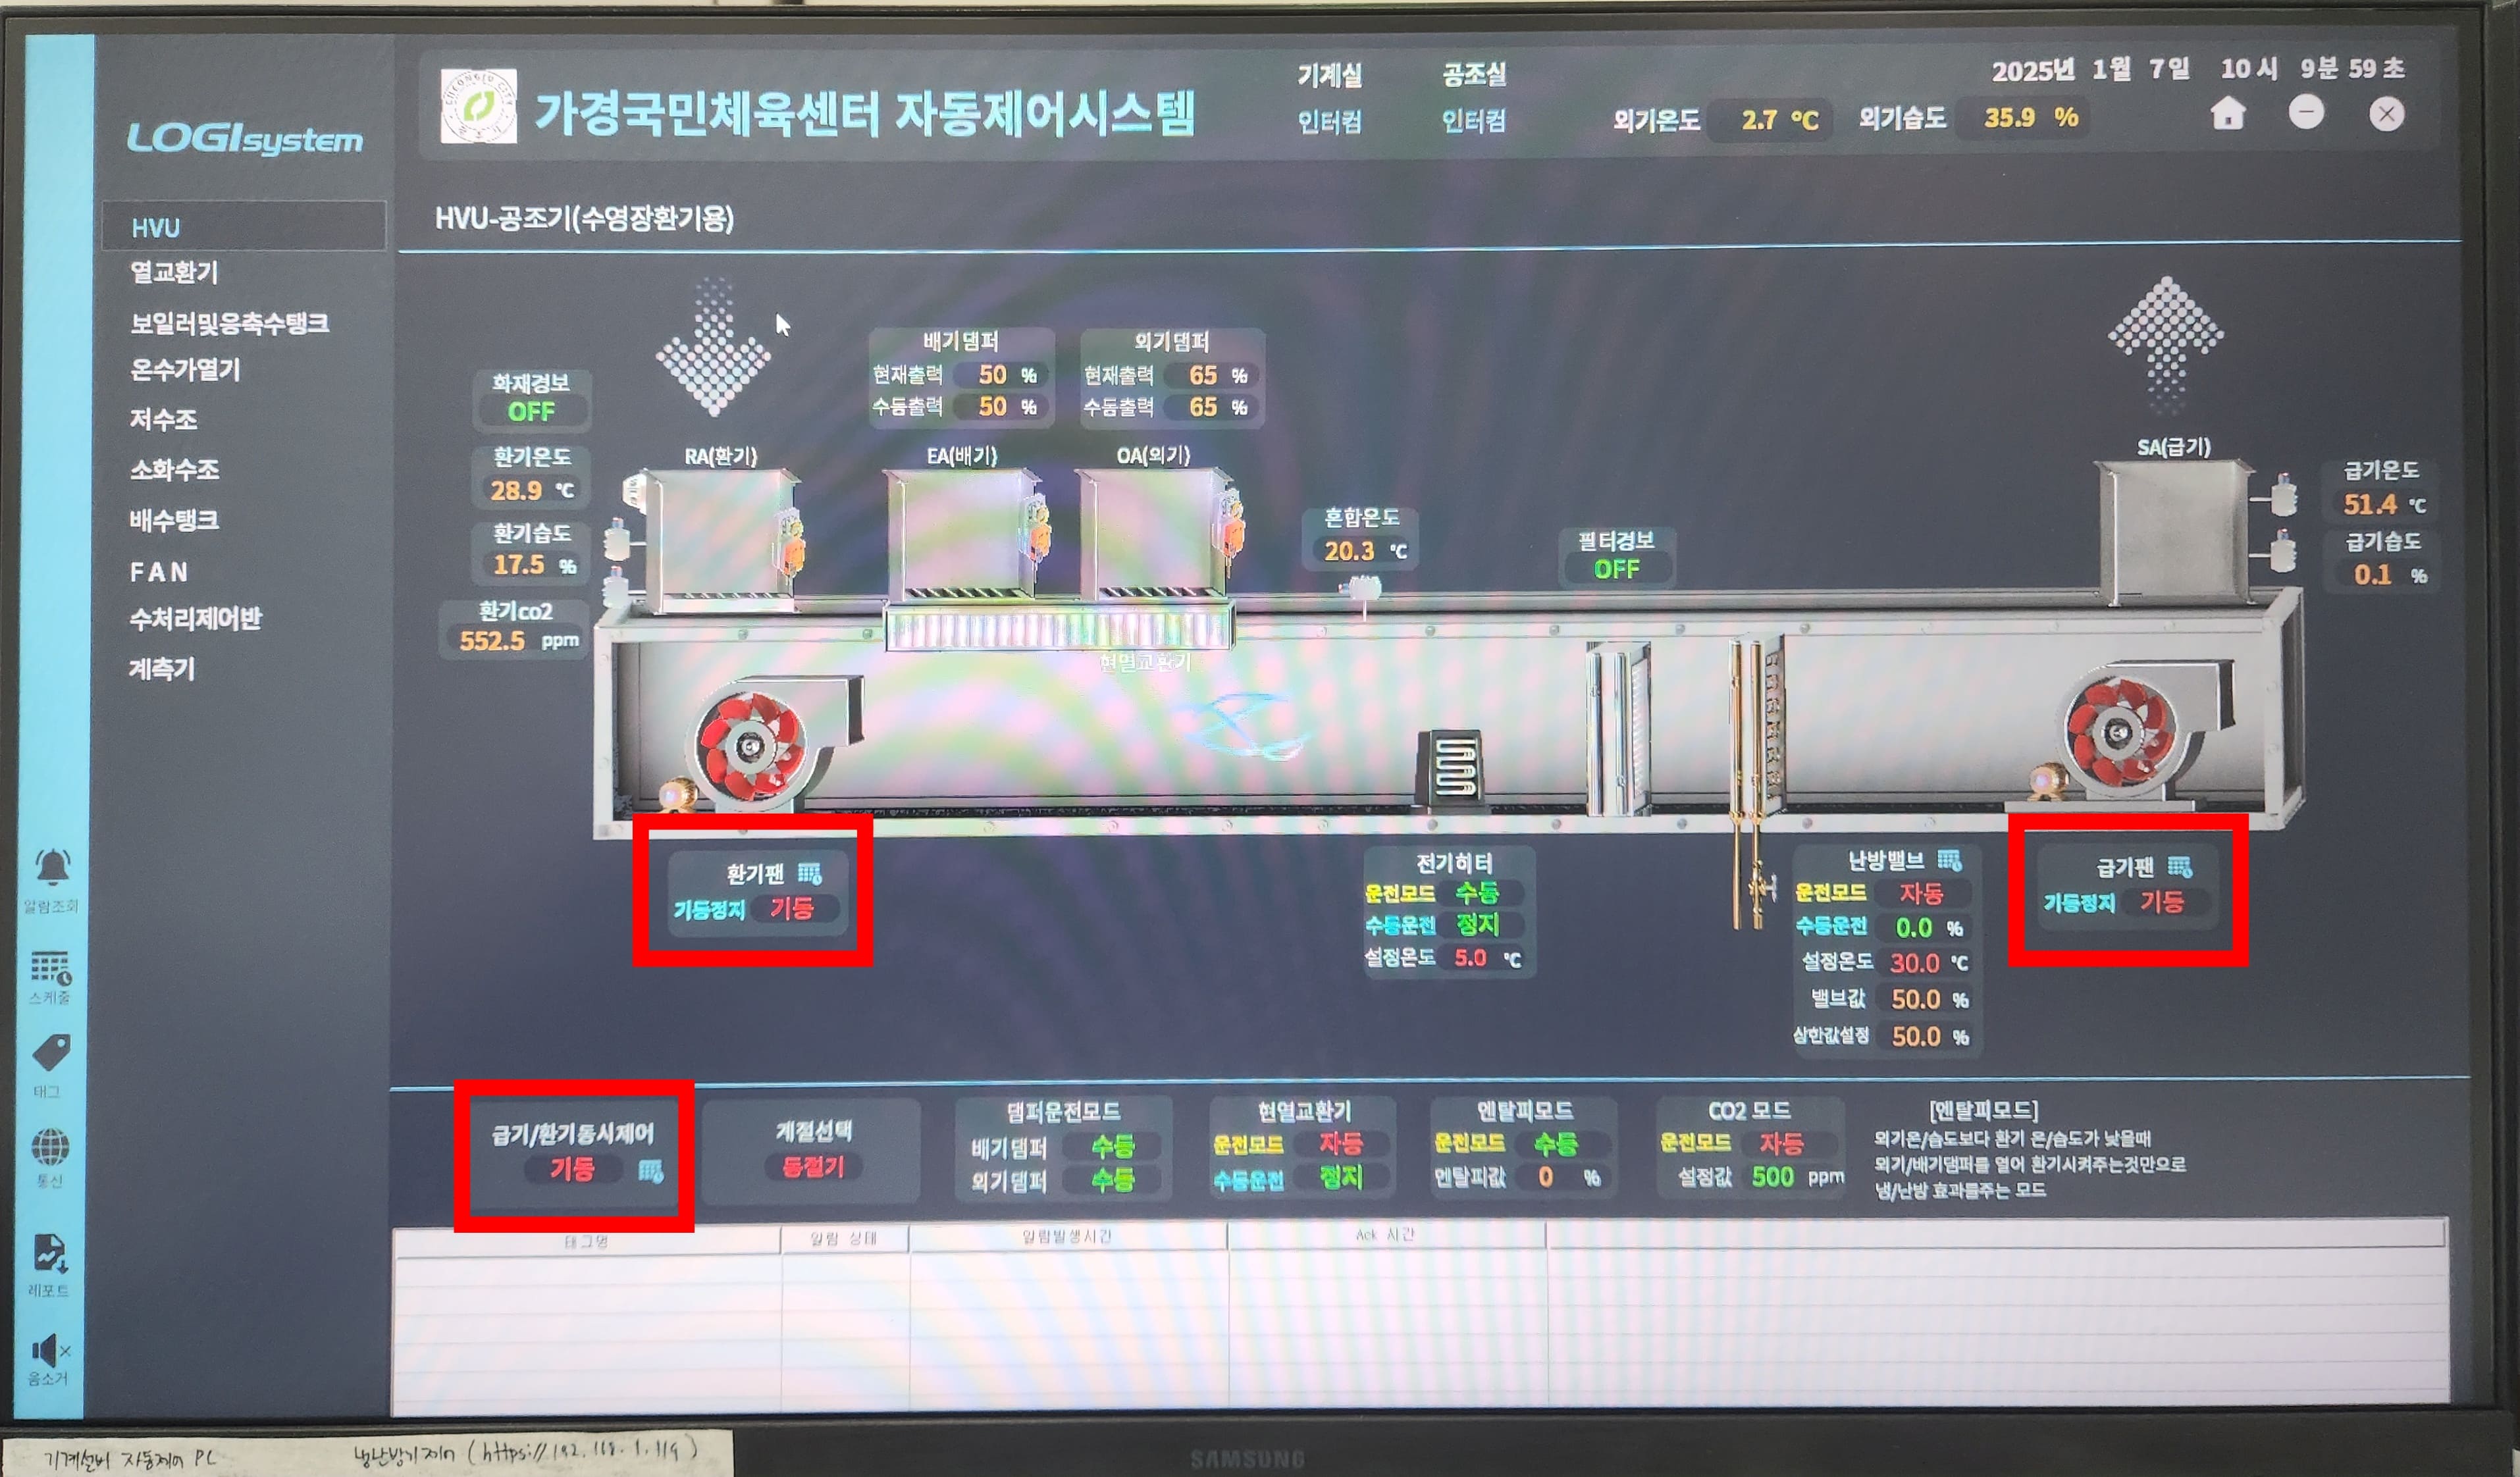 LOGIsystem
가경국민체육센터 자동제어시스템
기계실
인터컴
공조실
인터컴
2025년 1월 7일 10시 9분 59초
외기온도 2.7 ℃ 외기습도 35.9 %
HVU
열교환기
보일러및응축수탱크
온수가열기
저수조
소화수조
배수탱크
FAN
수처리제어반
계측기
알람조회
스케줄
태그
통신
레포트
음소거
HVU-공조기(수영장환기용)
화재경보
OFF
환기온도
28.9 ℃
환기습도
17.5 %
환기co2
552.5 ppm
배기댐퍼
현재출력 50 %
수동출력 50 %
외기댐퍼
현재출력 65 %
수동출력 65 %
RA(환기)
EA(배기)
OA(외기)
SA(급기)
혼합온도
20.3 ℃
필터경보
OFF
급기온도
51.4 ℃
급기습도
0.1 %
현열교환기
환기팬
기동정지 기동
전기히터
운전모드 수동
수동운전 정지
설정온도 5.0 ℃
난방밸브
운전모드 자동
수동운전 0.0 %
설정온도 30.0 ℃
밸브값 50.0 %
상한값설정 50.0 %
급기팬
기동정지 기동
급기/환기동시제어
기동
계절선택
동절기
댐퍼운전모드
배기댐퍼 수동
외기댐퍼 수동
현열교환기
운전모드 자동
수동운전 정지
엔탈피모드
운전모드 수동
엔탈피값 0 %
CO2 모드
운전모드 자동
설정값 500 ppm
[엔탈피모드]
외기온/습도보다 환기 온/습도가 낮을때
외기/배기댐퍼를 열어 환기시켜주는것만으로
냉/난방 효과를주는 모드
태그명 알람 상태 알람발생시간 Ack 시간
기계설비 자동제어 PC
냉난방기제어
SAMSUNG